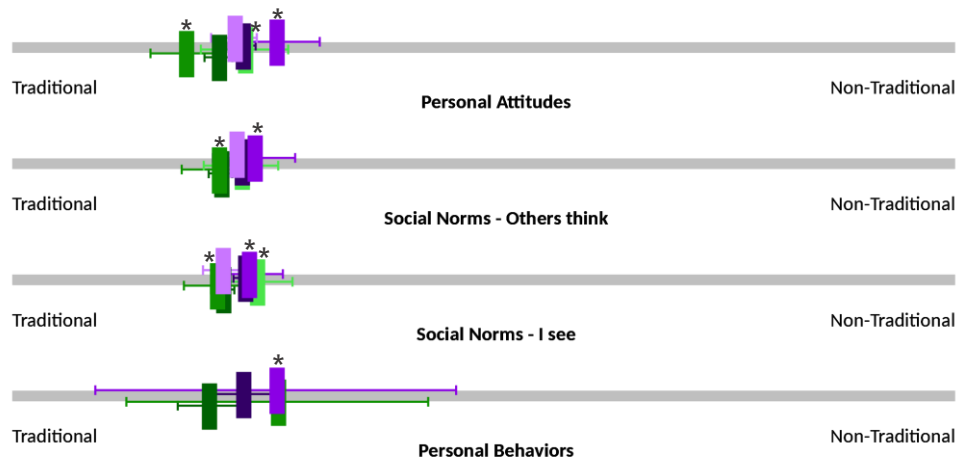 * * *
Traditional Non-Traditional
Personal Attitudes
* *
Traditional Non-Traditional
Social Norms - Others think
* * *
Traditional Non-Traditional
Social Norms - I see
*
Traditional Non-Traditional
Personal Behaviors